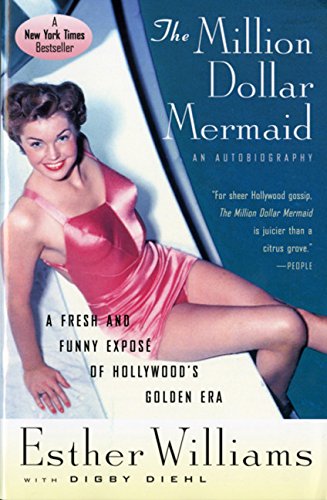 A
New York Times
Bestseller
The Million
Dollar
Mermaid
AN AUTOBIOGRAPHY
"For sheer Hollywood gossip,
The Million Dollar Mermaid
is juicier than a
citrus grove."
—PEOPLE
A FRESH AND
FUNNY EXPOSÉ
OF HOLLYWOOD'S
GOLDEN ERA
Esther Williams
WITH DIGBY DIEHL